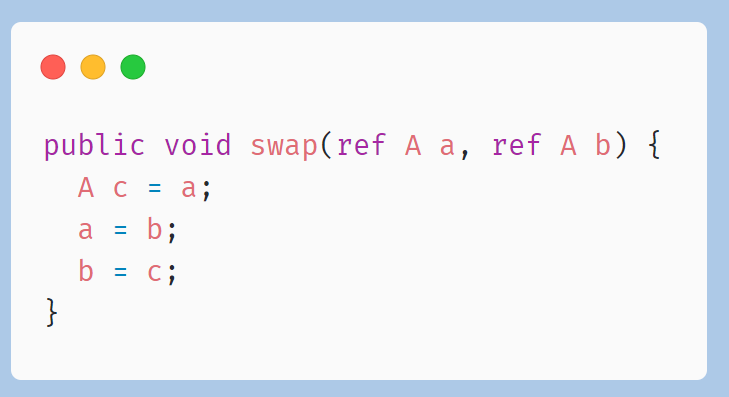 public void swap(ref A a, ref A b) {
  A c = a;
  a = b;
  b = c;
}